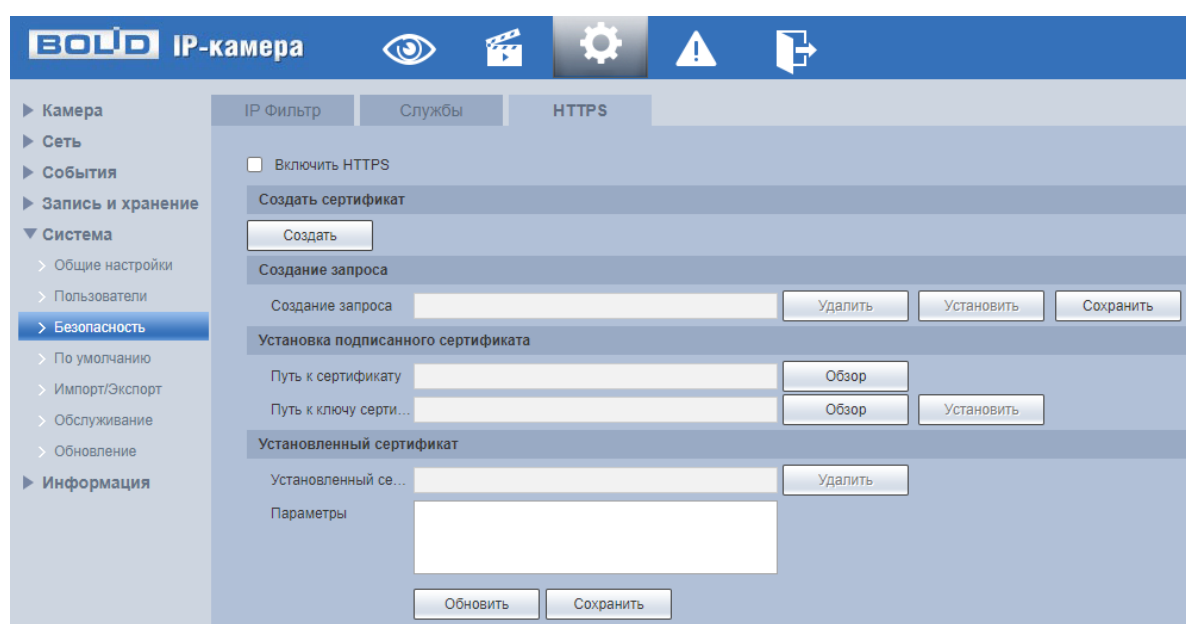 BOLID IP-камера
Камера
Сеть
События
Запись и хранение
Система
Общие настройки
Пользователи
Безопасность
По умолчанию
Импорт/Экспорт
Обслуживание
Обновление
Информация
IP Фильтр Службы HTTPS
Включить HTTPS
Создать сертификат
Создать
Создание запроса
Создание запроса Удалить Установить Сохранить
Установка подписанного сертификата
Путь к сертификату Обзор
Путь к ключу серти... Обзор Установить
Установленный сертификат
Установленный се... Удалить
Параметры
Обновить Сохранить